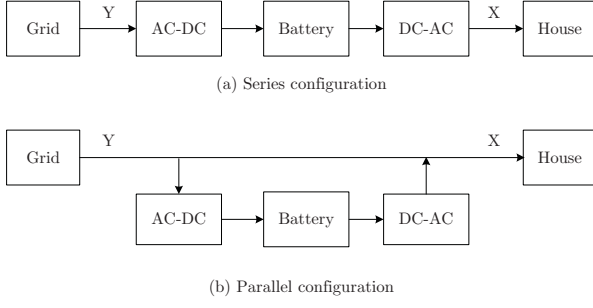 Y X
Grid AC-DC Battery DC-AC House
(a) Series configuration
Y X
Grid House
AC-DC Battery DC-AC
(b) Parallel configuration